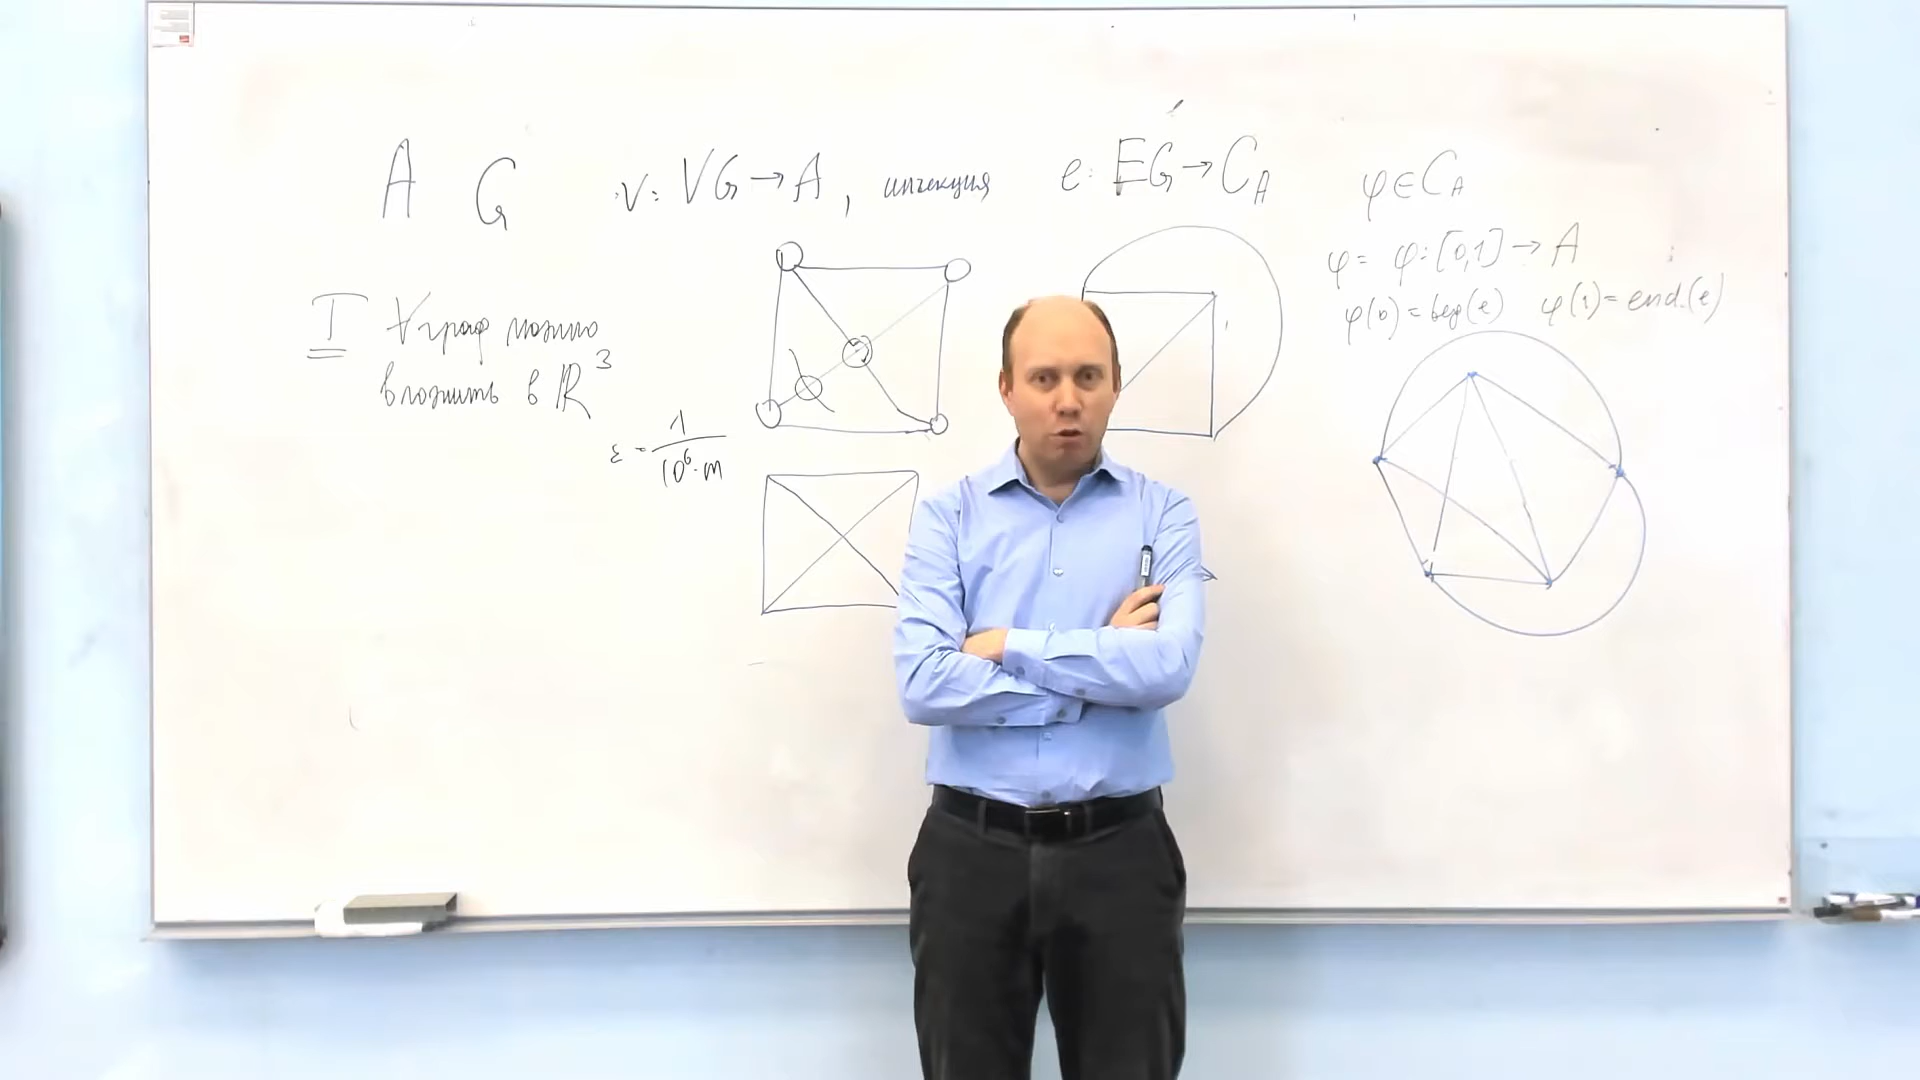 A G v: VG → A, инъекция e: EG → C_A φ ∈ C_A
φ = φ: [0,1] → A
φ(0) = beg(e) φ(1) = end.(e)
T ∀ граф можно
вложить в ℝ³
ε = 1/(10⁶·m)